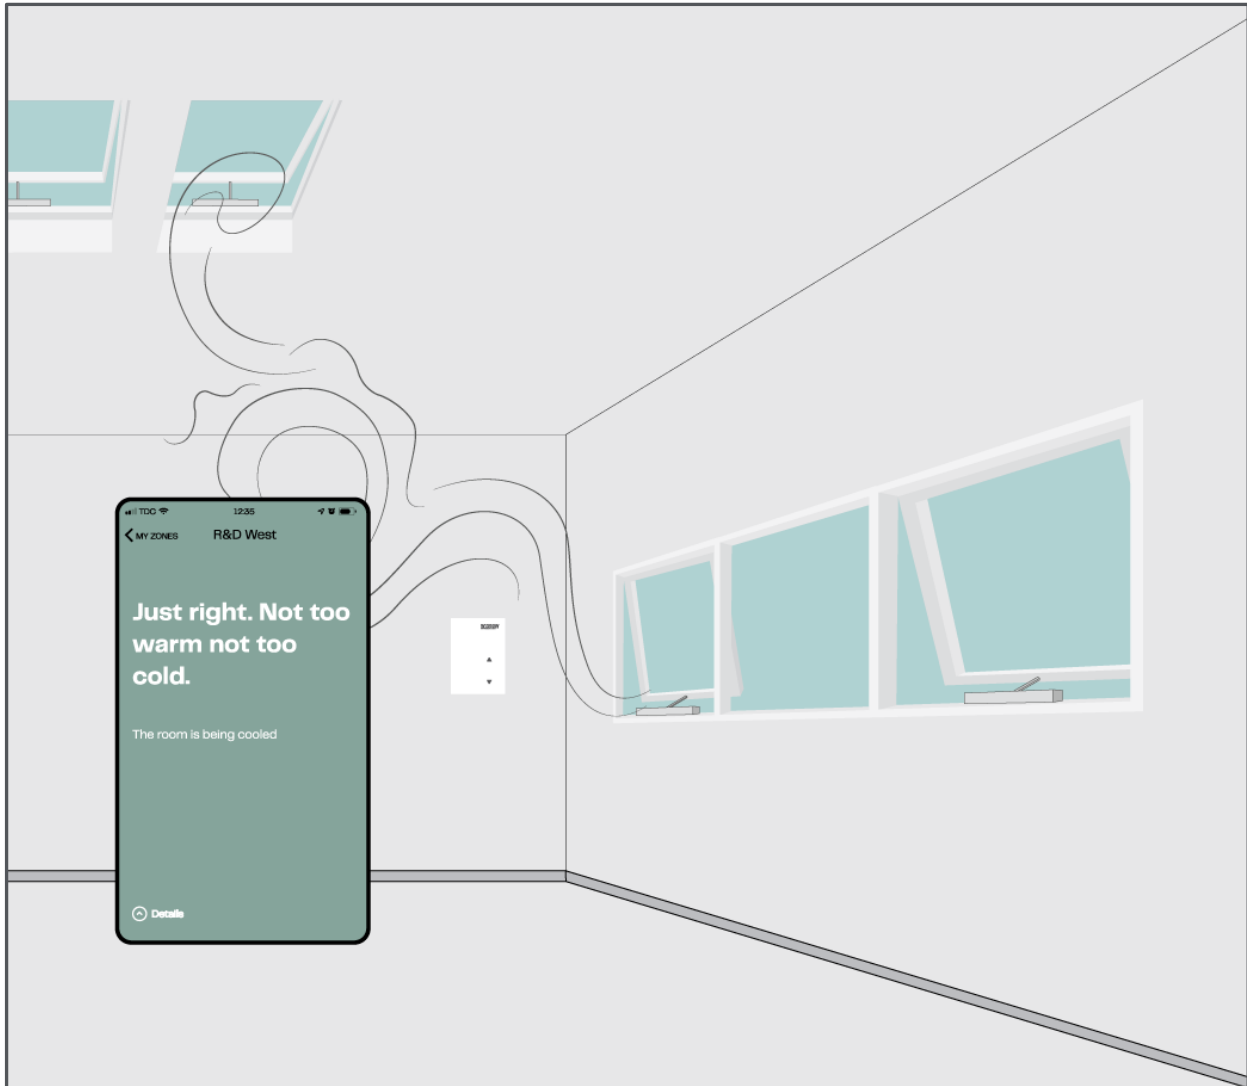 TDC 12:35
MY ZONES R&D West
Just right. Not too
warm not too
cold.
The room is being cooled
Details